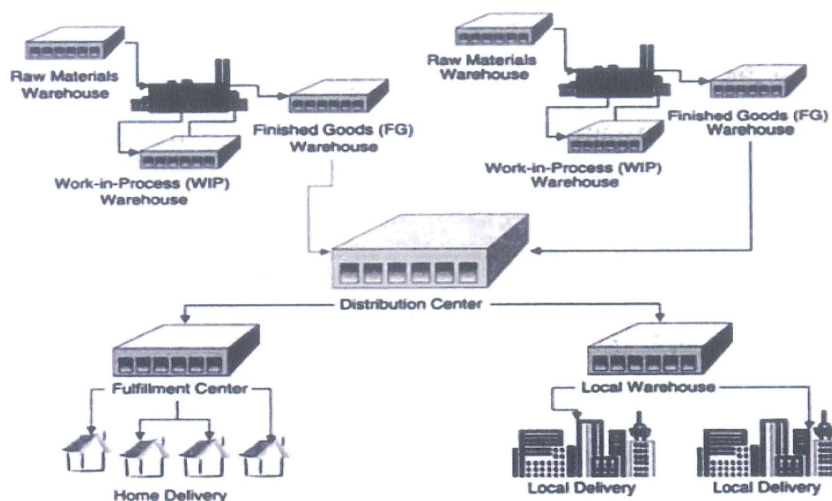 Raw Materials
Warehouse
Finished Goods (FG)
Warehouse
Work-in-Process (WIP)
Warehouse
Raw Materials
Warehouse
Finished Goods (FG)
Warehouse
Work-in-Process (WIP)
Warehouse
Distribution Center
Fulfillment Center
Local Warehouse
Home Delivery
Local Delivery
Local Delivery